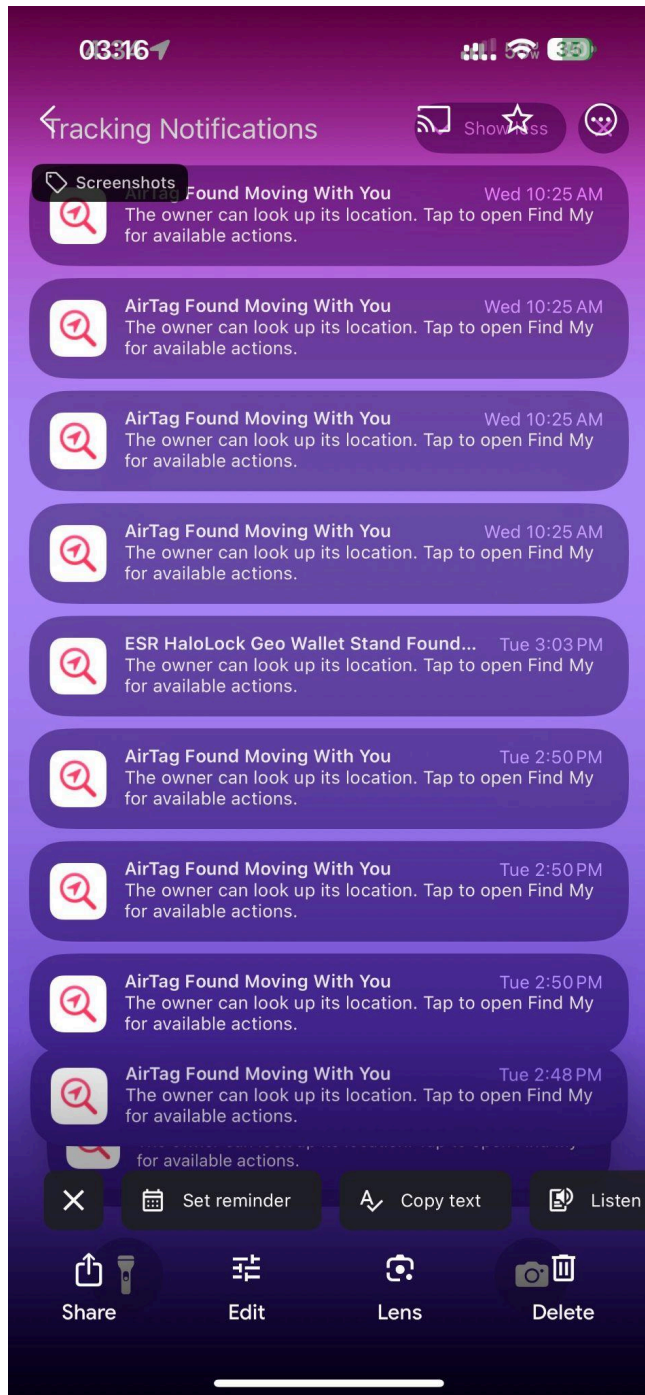 03:16
35
Tracking Notifications
Show less
Screenshots
AirTag Found Moving With You Wed 10:25 AM
The owner can look up its location. Tap to open Find My
for available actions.
AirTag Found Moving With You Wed 10:25 AM
The owner can look up its location. Tap to open Find My
for available actions.
AirTag Found Moving With You Wed 10:25 AM
The owner can look up its location. Tap to open Find My
for available actions.
AirTag Found Moving With You Wed 10:25 AM
The owner can look up its location. Tap to open Find My
for available actions.
ESR HaloLock Geo Wallet Stand Found... Tue 3:03 PM
The owner can look up its location. Tap to open Find My
for available actions.
AirTag Found Moving With You Tue 2:50 PM
The owner can look up its location. Tap to open Find My
for available actions.
AirTag Found Moving With You Tue 2:50 PM
The owner can look up its location. Tap to open Find My
for available actions.
AirTag Found Moving With You Tue 2:50 PM
The owner can look up its location. Tap to open Find My
for available actions.
AirTag Found Moving With You Tue 2:48 PM
The owner can look up its location. Tap to open Find My
for available actions.
for available actions.
Set reminder
Copy text
Listen
Share
Edit
Lens
Delete